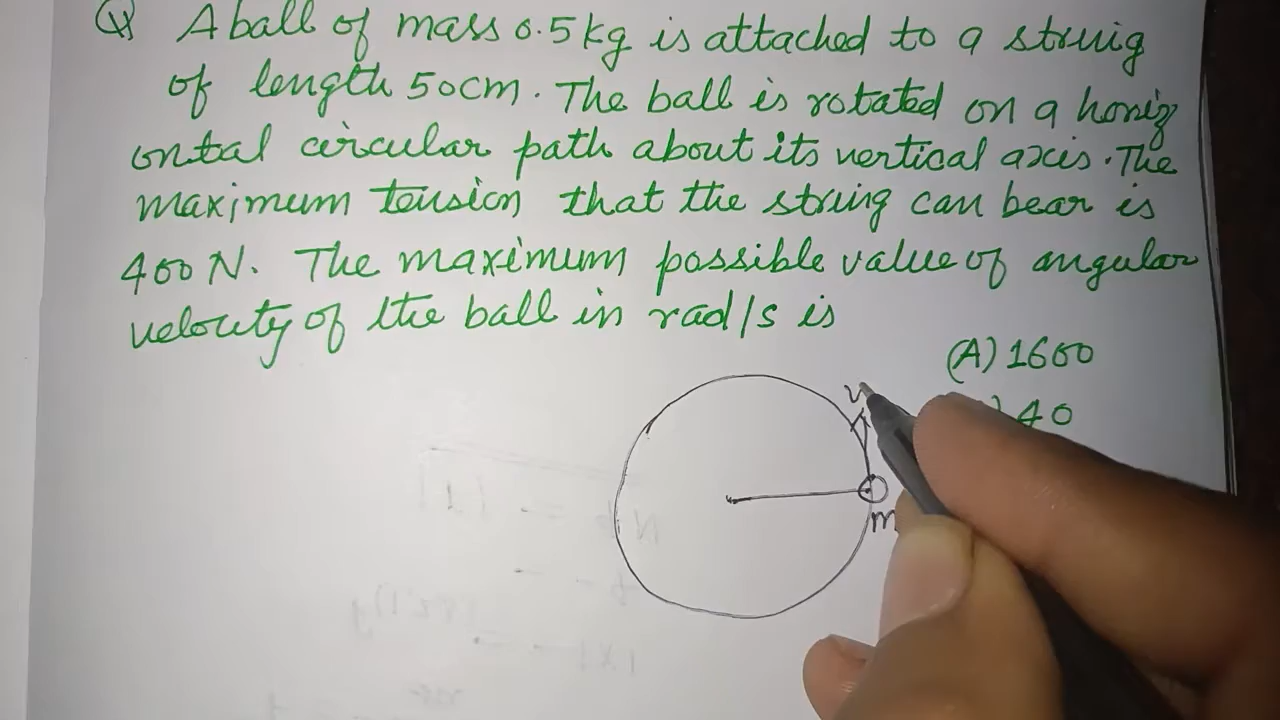 Q A ball of mass 0.5 kg is attached to a string
of length 50cm. The ball is rotated on a horiz
ontal circular path about its vertical axis. The
maximum tension that the string can bear is
400 N. The maximum possible value of angular
velocity of the ball in rad/s is
(A) 1600
) 40
v
m